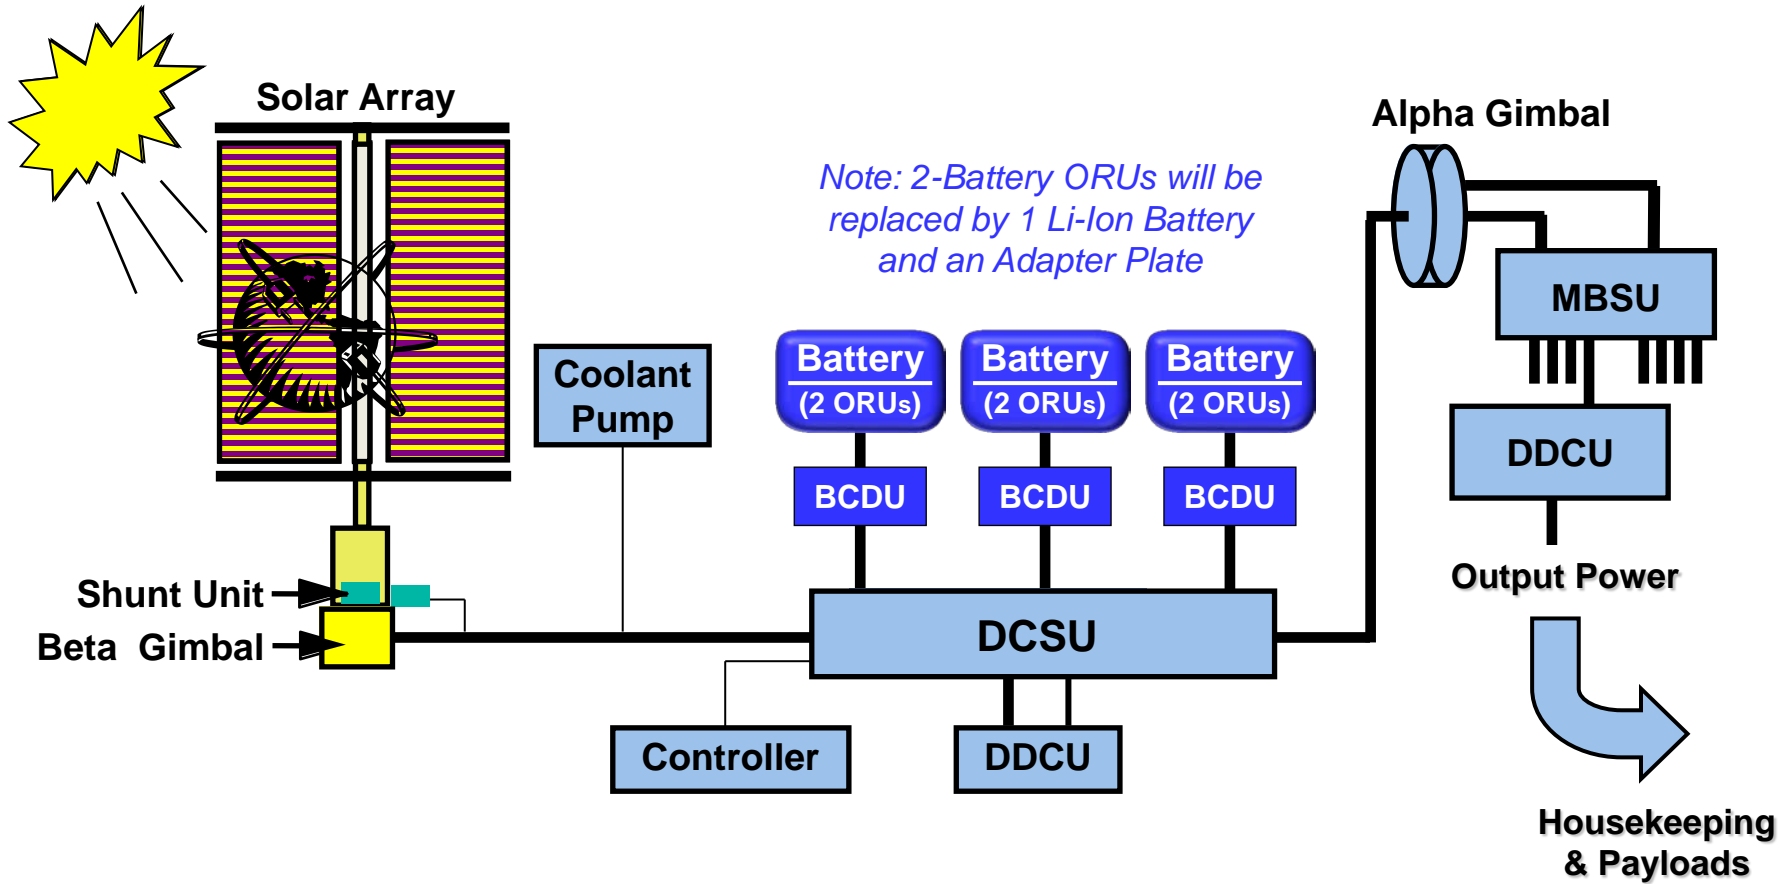 Solar Array
Alpha Gimbal
Note: 2-Battery ORUs will be
replaced by 1 Li-Ion Battery
and an Adapter Plate
MBSU
Coolant
Pump
Battery
(2 ORUs)
Battery
(2 ORUs)
Battery
(2 ORUs)
DDCU
BCDU
BCDU
BCDU
Shunt Unit
Output Power
Beta  Gimbal
DCSU
Controller
DDCU
Housekeeping
& Payloads